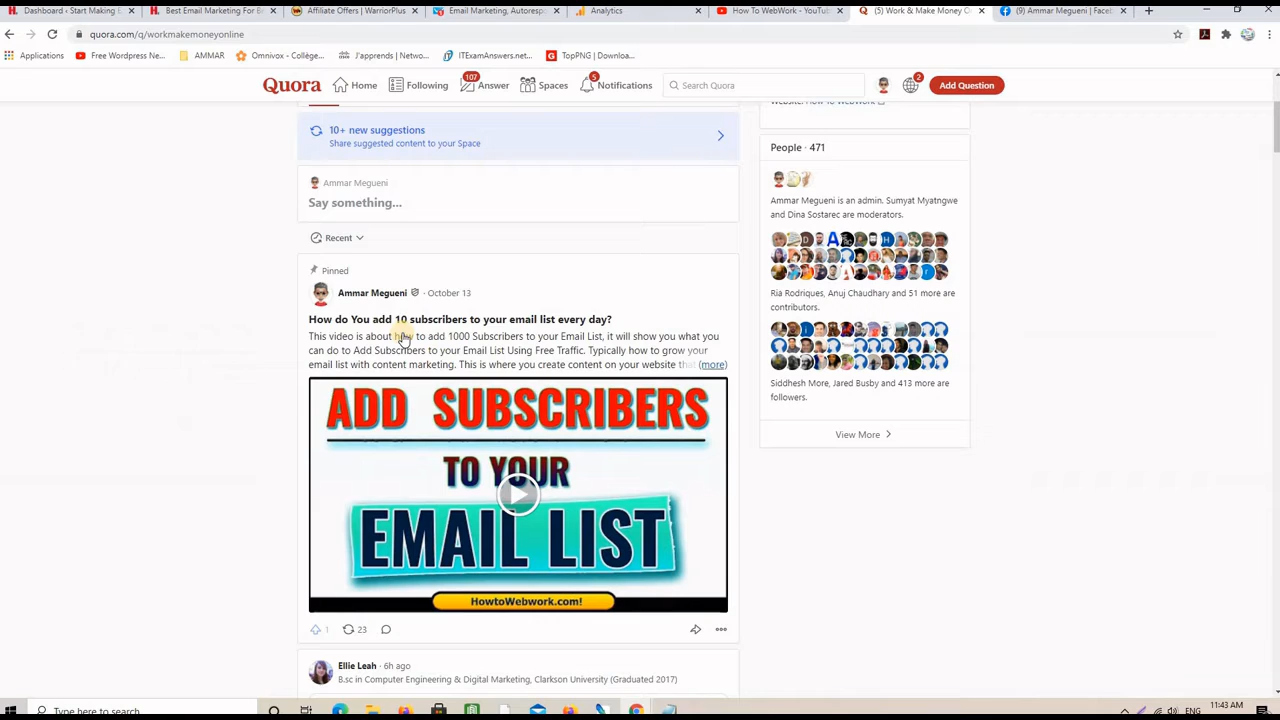 Dashboard ‹ Start Making E
Best Email Marketing For Be
Affiliate Offers | WarriorPlus
Email Marketing, Autorespo
Analytics
How To WebWork - YouTub
(5) Work & Make Money O
(9) Ammar Megueni | Faceb
quora.com/q/workmakemoneyonline
Applications
Free Wordpress Ne...
AMMAR
Omnivox - Collège...
J'apprends | Netwo...
ITExamAnswers.net...
TopPNG | Downloa...
Quora
Home
Following
107
Answer
Spaces
5
Notifications
Search Quora
2
Add Question
Website: How To WebWork
10+ new suggestions
Share suggested content to your Space
Ammar Megueni
Say something...
Recent
Pinned
Ammar Megueni · October 13
How do You add 10 subscribers to your email list every day?
This video is about how to add 1000 Subscribers to your Email List, it will show you what you
can do to Add Subscribers to your Email List Using Free Traffic. Typically how to grow your
email list with content marketing. This is where you create content on your website that (more)
ADD SUBSCRIBERS
TO YOUR
EMAIL LIST
HowtoWebwork.com!
1
23
Ellie Leah · 6h ago
B.sc in Computer Engineering & Digital Marketing, Clarkson University (Graduated 2017)
People · 471
Ammar Megueni is an admin. Sumyat Myatngwe
and Dina Sostarec are moderators.
Ria Rodriques, Anuj Chaudhary and 51 more are
contributors.
Siddhesh More, Jared Busby and 413 more are
followers.
View More
Type here to search
ENG
11:43 AM